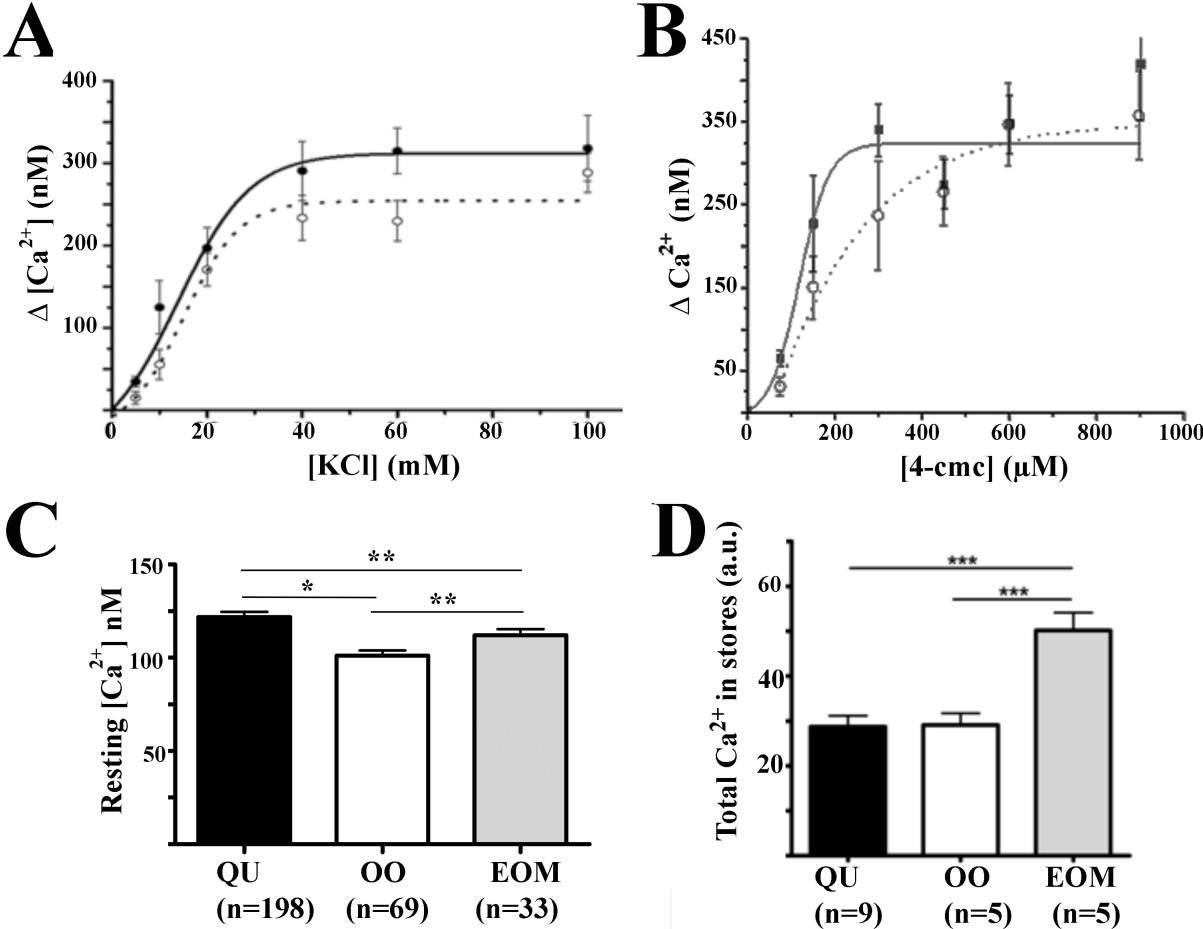 A
B
400
300
200
100
0
20
40
60
80
100
Δ [Ca2+] (nM)
[KCl] (mM)
450
350
250
150
50
0
200
400
600
800
1000
Δ Ca2+ (nM)
[4-cmc] (μM)
C
D
150
100
50
Resting [Ca2+] nM
**
*
**
QU
OO
EOM
(n=198)
(n=69)
(n=33)
60
40
20
Total Ca2+ in stores (a.u.)
***
***
QU
OO
EOM
(n=9)
(n=5)
(n=5)